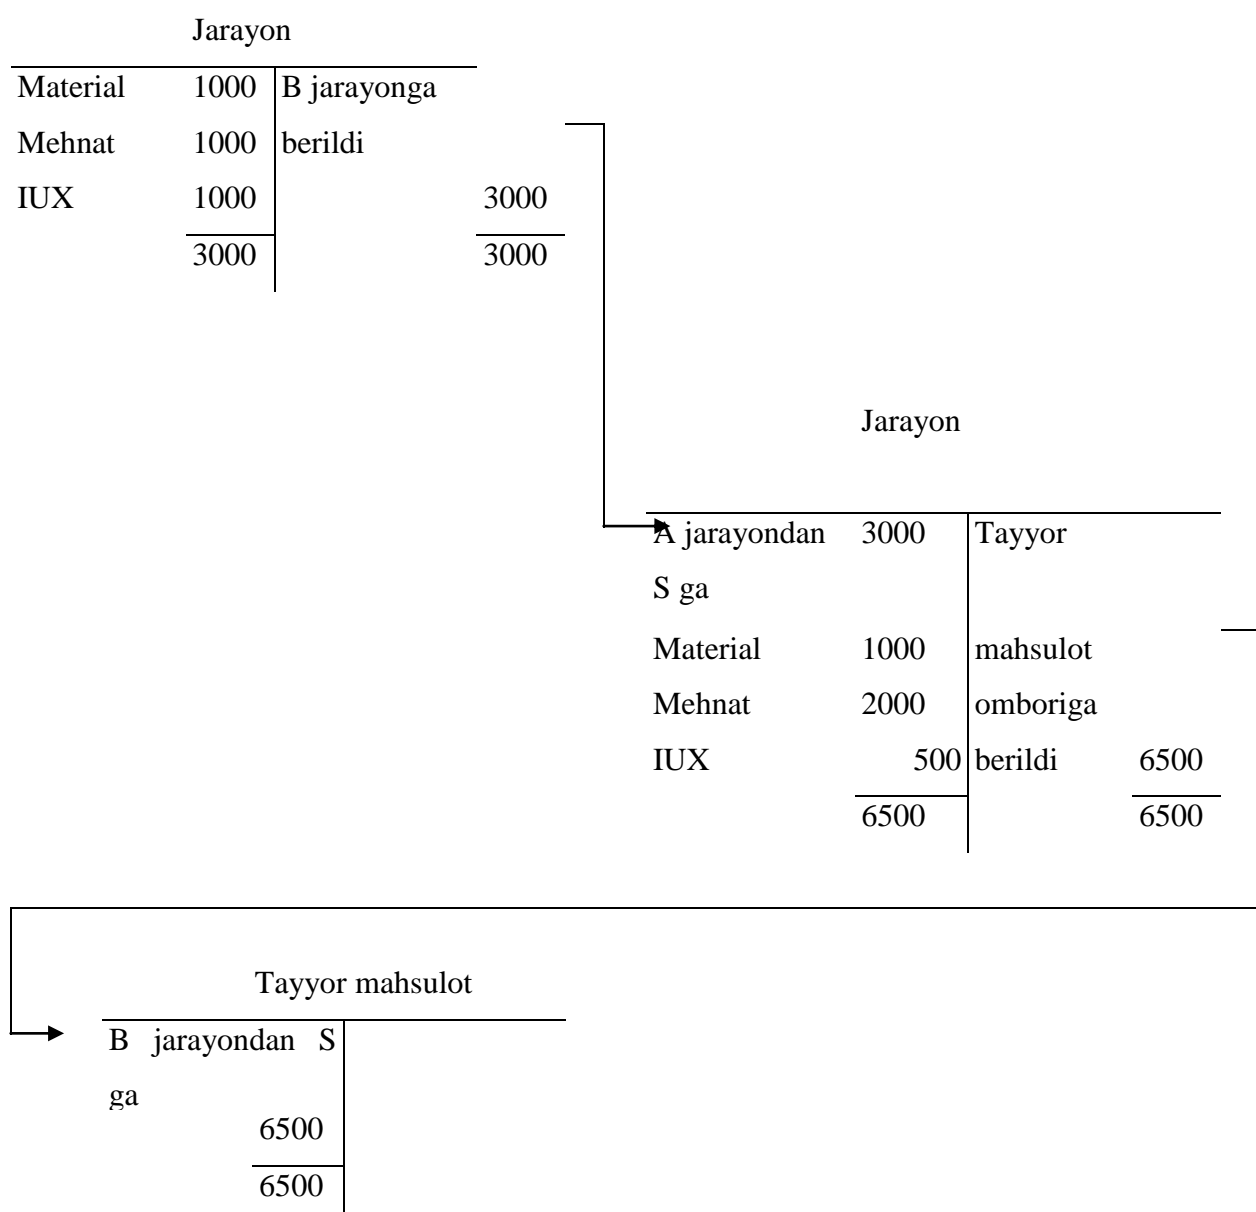 Jarayon
Material 1000 B jarayonga
Mehnat 1000 berildi
IUX 1000 3000
3000 3000
Jarayon
A jarayondan 3000 Tayyor
S ga
Material 1000 mahsulot
Mehnat 2000 omboriga
IUX 500 berildi 6500
6500 6500
Tayyor mahsulot
B jarayondan S
ga
6500
6500